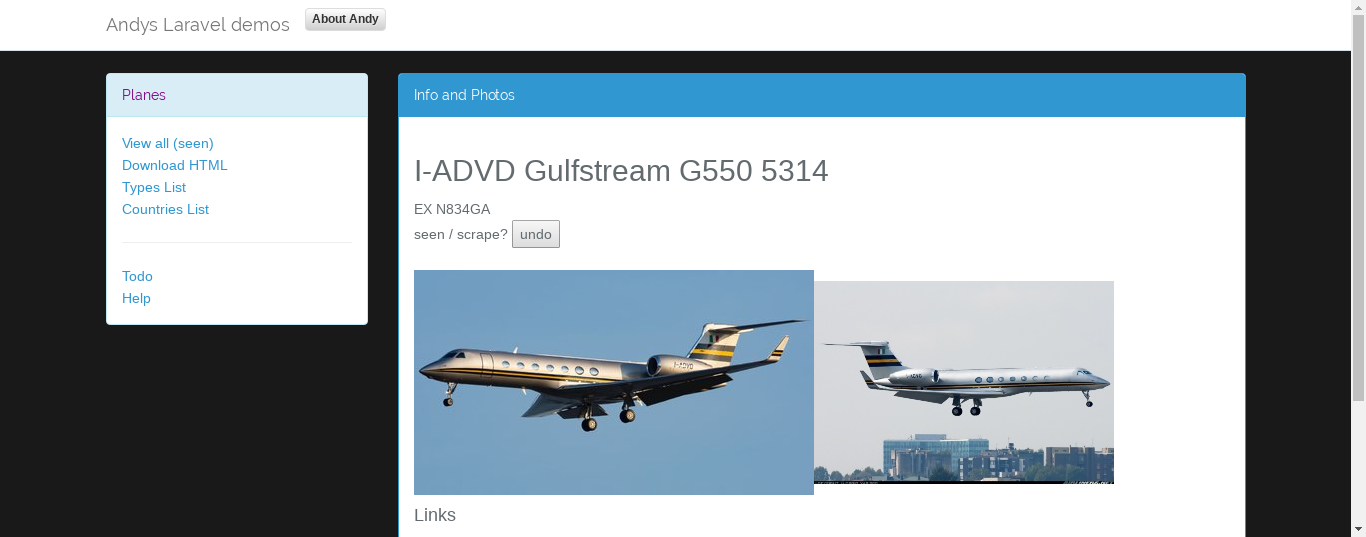 Andys Laravel demos
About Andy
Planes
View all (seen)
Download HTML
Types List
Countries List
Todo
Help
Info and Photos
I-ADVD Gulfstream G550 5314
EX N834GA
seen / scrape? undo
I-ADVD
I-ADVD
Links